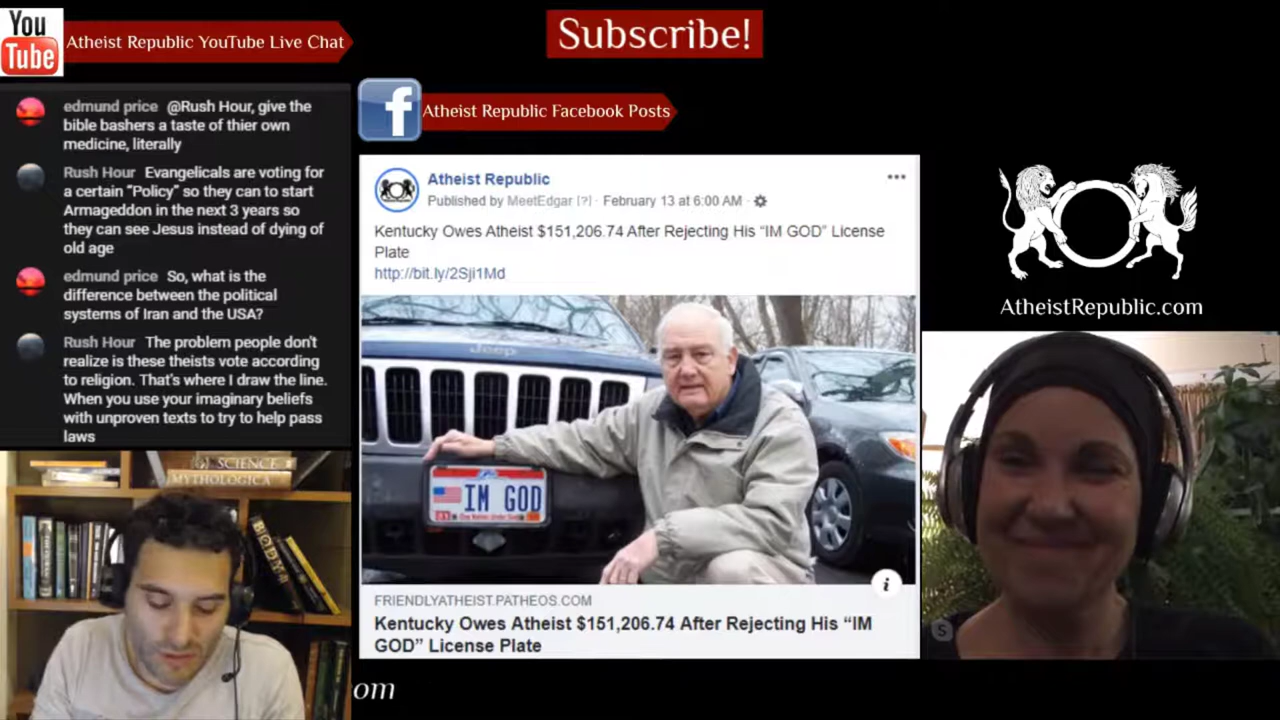 You
Tube
Atheist Republic YouTube Live Chat
Subscribe!
edmund price @Rush Hour, give the
bible bashers a taste of thier own
medicine, literally
Rush Hour Evangelicals are voting for
a certain "Policy" so they can to start
Armageddon in the next 3 years so
they can see Jesus instead of dying of
old age
edmund price So, what is the
difference between the political
systems of Iran and the USA?
Rush Hour The problem people don't
realize is these theists vote according
to religion. That's where I draw the line.
When you use your imaginary beliefs
with unproven texts to try to help pass
laws
f
Atheist Republic Facebook Posts
Atheist Republic
Published by MeetEdgar [?] · February 13 at 6:00 AM ·
Kentucky Owes Atheist $151,206.74 After Rejecting His “IM GOD” License
Plate
http://bit.ly/2Sji1Md
Jeep
IM GOD
i
FRIENDLYATHEIST.PATHEOS.COM
Kentucky Owes Atheist $151,206.74 After Rejecting His “IM
GOD” License Plate
AtheistRepublic.com
SCIENCE
MYTHOLOGICA
BODY
S
om